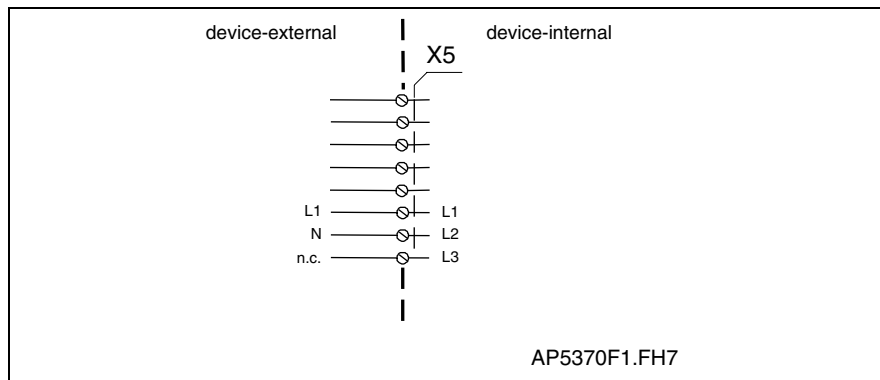 device-external device-internal
X5
L1 L1
N L2
n.c. L3
AP5370F1.FH7